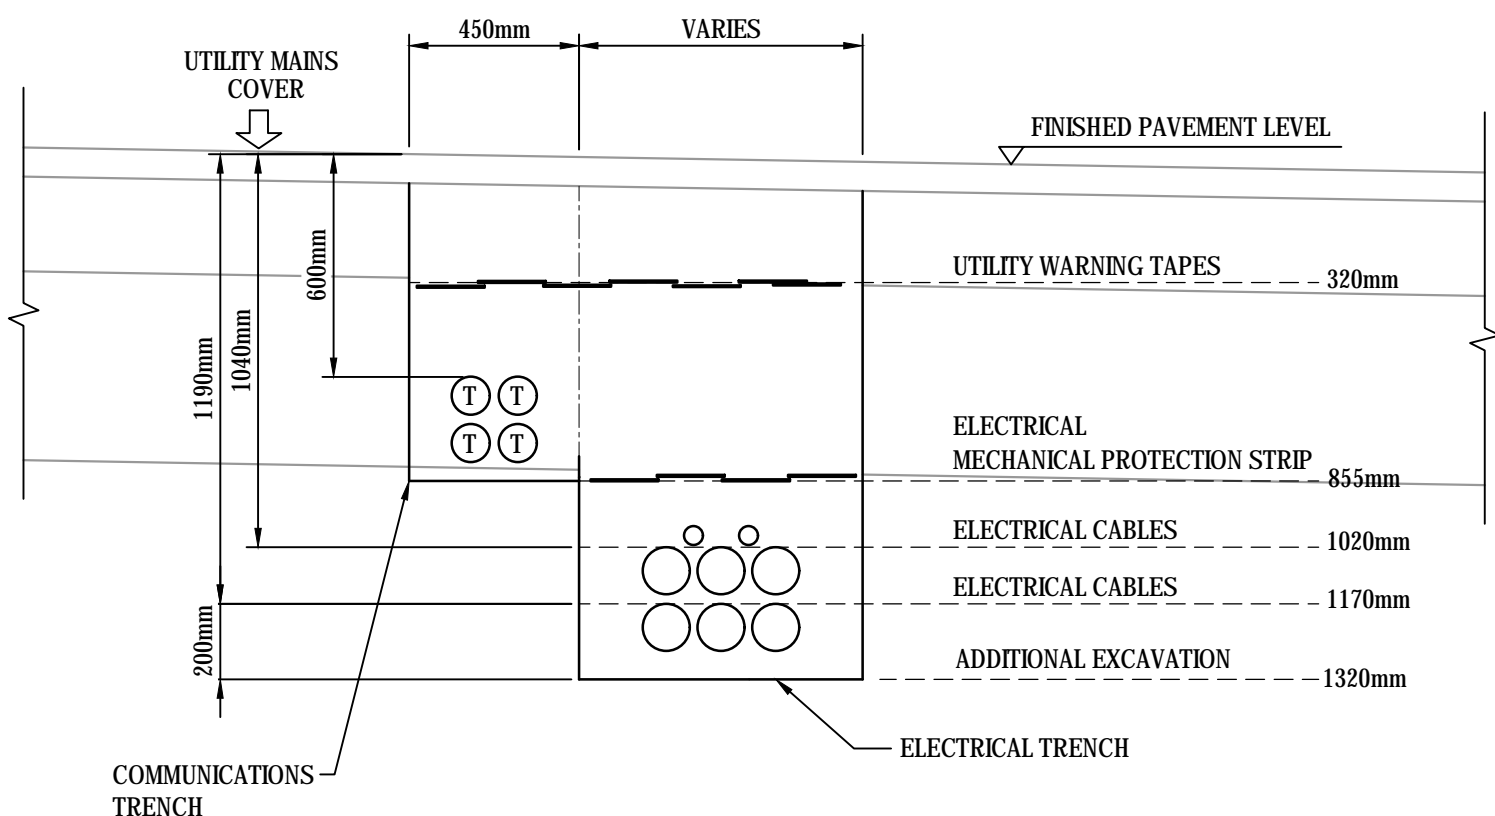 450mm
VARIES
UTILITY MAINS
COVER
FINISHED PAVEMENT LEVEL
600mm
1040mm
1190mm
200mm
UTILITY WARNING TAPES
320mm
T T
T T
ELECTRICAL
MECHANICAL PROTECTION STRIP
855mm
ELECTRICAL CABLES
1020mm
ELECTRICAL CABLES
1170mm
ADDITIONAL EXCAVATION
1320mm
ELECTRICAL TRENCH
COMMUNICATIONS
TRENCH